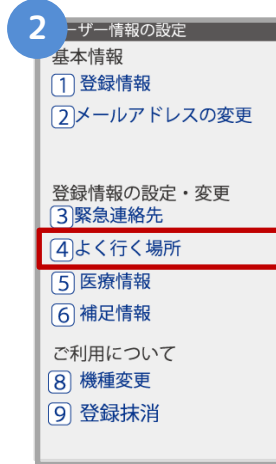 2
ーザー情報の設定
基本情報
1 登録情報
2 メールアドレスの変更
登録情報の設定・変更
3 緊急連絡先
4 よく行く場所
5 医療情報
6 補足情報
ご利用について
8 機種変更
9 登録抹消